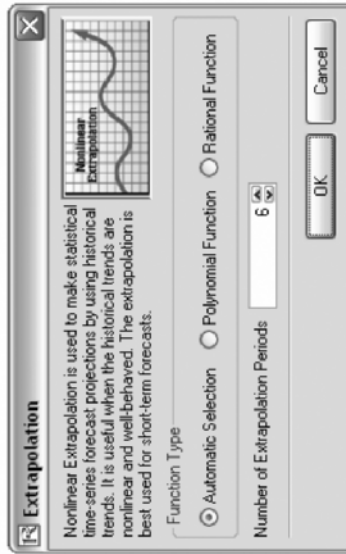 Extrapolation
Nonlinear Extrapolation is used to make statistical
time-series forecast projections by using historical
trends. It is useful when the historical trends are
nonlinear and well-behaved. The extrapolation is
best used for short-term forecasts.
Nonlinear
Extrapolation
Function Type
Automatic Selection Polynomial Function Rational Function
Number of Extrapolation Periods 6
OK Cancel